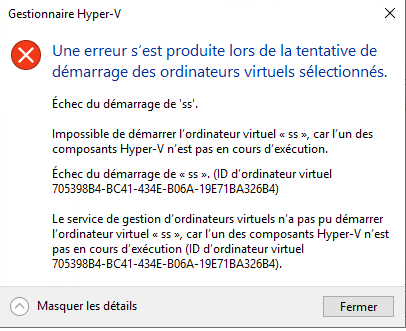 Gestionnaire Hyper-V
Une erreur s'est produite lors de la tentative de
démarrage des ordinateurs virtuels sélectionnés.
Échec du démarrage de 'ss'.
Impossible de démarrer l'ordinateur virtuel « ss », car l'un des
composants Hyper-V n'est pas en cours d'exécution.
Échec du démarrage de « ss ». (ID d'ordinateur virtuel
705398B4-BC41-434E-B06A-19E71BA326B4)
Le service de gestion d'ordinateurs virtuels n'a pas pu démarrer
l'ordinateur virtuel « ss », car l'un des composants Hyper-V n'est
pas en cours d'exécution (ID d'ordinateur virtuel
705398B4-BC41-434E-B06A-19E71BA326B4).
Masquer les détails
Fermer